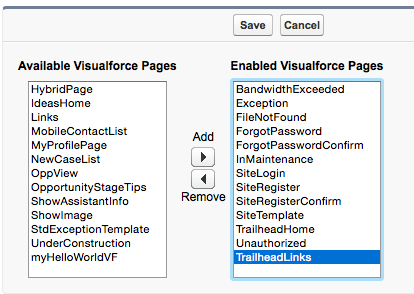 Save Cancel
Available Visualforce Pages
HybridPage
IdeasHome
Links
MobileContactList
MyProfilePage
NewCaseList
OppView
OpportunityStageTips
ShowAssistantInfo
ShowImage
StdExceptionTemplate
UnderConstruction
myHelloWorldVF
Add
Remove
Enabled Visualforce Pages
BandwidthExceeded
Exception
FileNotFound
ForgotPassword
ForgotPasswordConfirm
InMaintenance
SiteLogin
SiteRegister
SiteRegisterConfirm
SiteTemplate
TrailheadHome
Unauthorized
TrailheadLinks